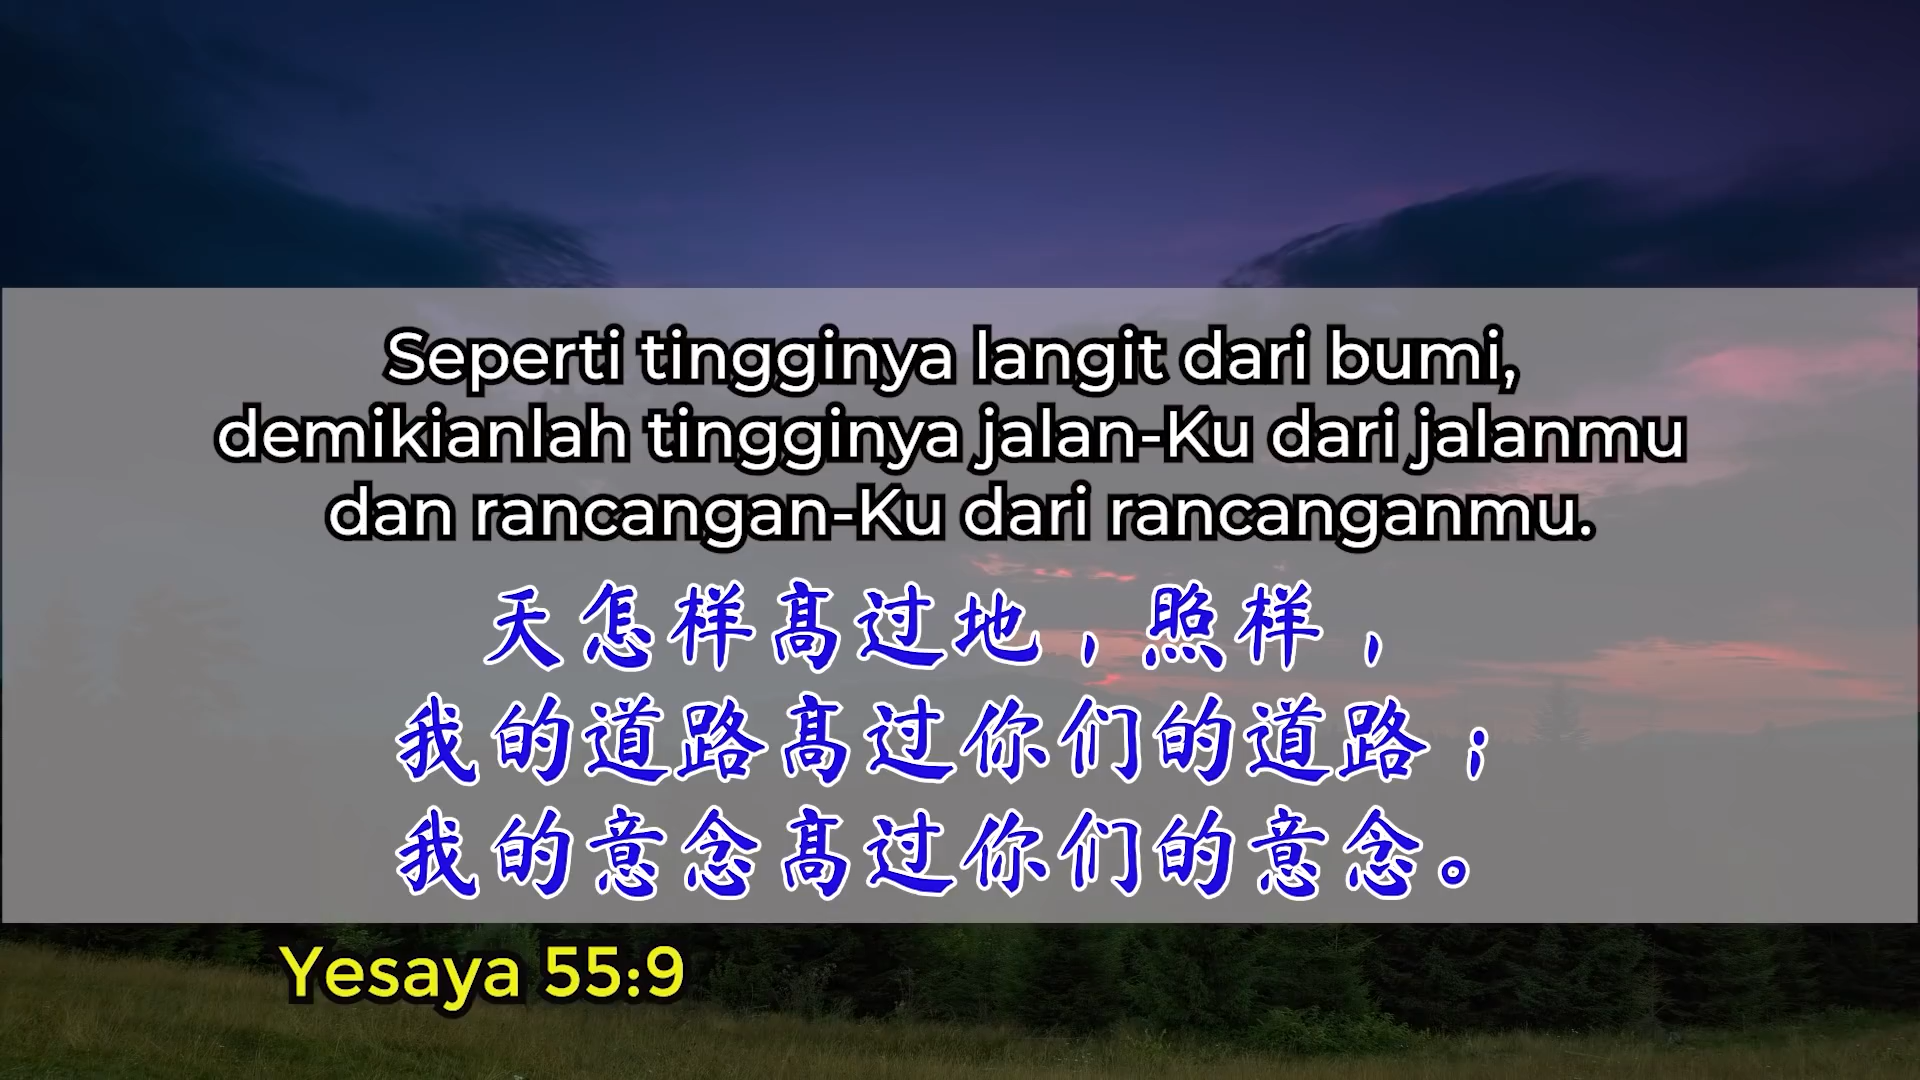 Seperti tingginya langit dari bumi,
demikianlah tingginya jalan-Ku dari jalanmu
dan rancangan-Ku dari rancanganmu.
天怎样高过地，照样，
我的道路高过你们的道路；
我的意念高过你们的意念。
Yesaya 55:9